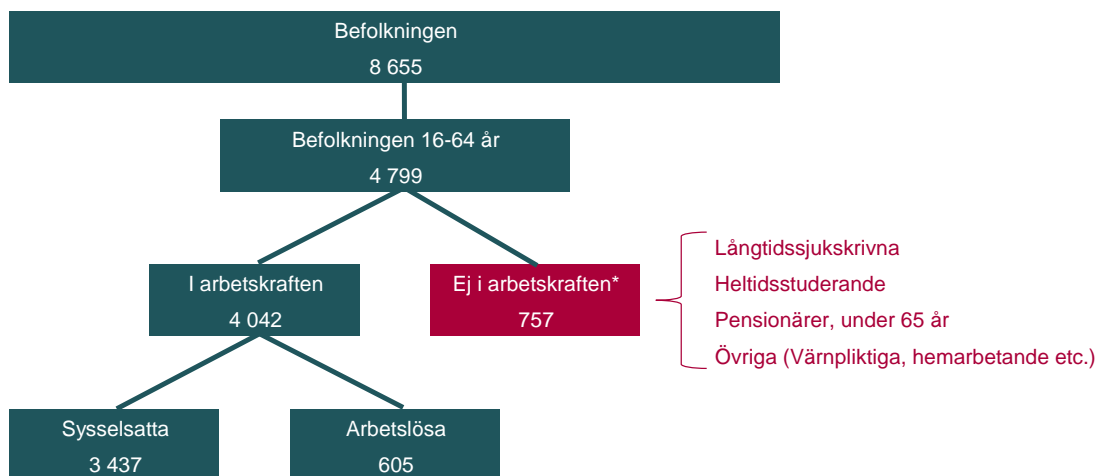 Befolkningen
8 655
Befolkningen 16-64 år
4 799
I arbetskraften
4 042
Ej i arbetskraften*
757
Långtidssjukskrivna
Heltidsstuderande
Pensionärer, under 65 år
Övriga (Värnpliktiga, hemarbetande etc.)
Sysselsatta
3 437
Arbetslösa
605